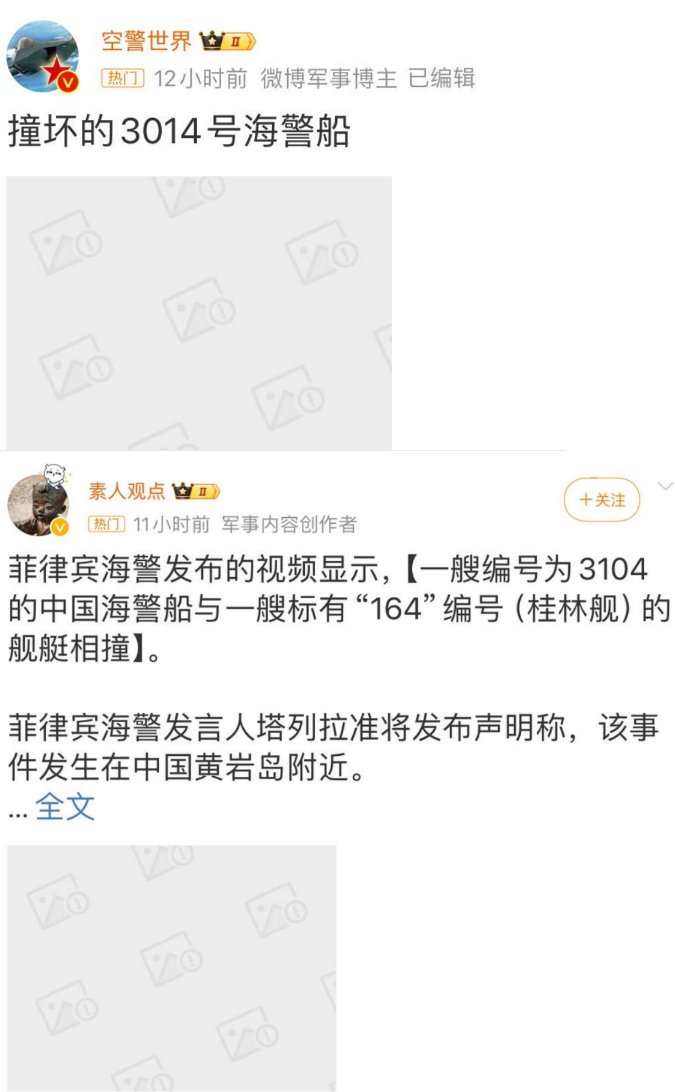 空警世界 II
热门 12小时前 微博军事博主 已编辑
撞坏的3014号海警船
素人观点 II
+关注
热门 11小时前 军事内容创作者
菲律宾海警发布的视频显示，【一艘编号为3104
的中国海警船与一艘标有“164”编号（桂林舰）的
舰艇相撞】。
菲律宾海警发言人塔列拉准将发布声明称，该事
件发生在中国黄岩岛附近。
... 全文